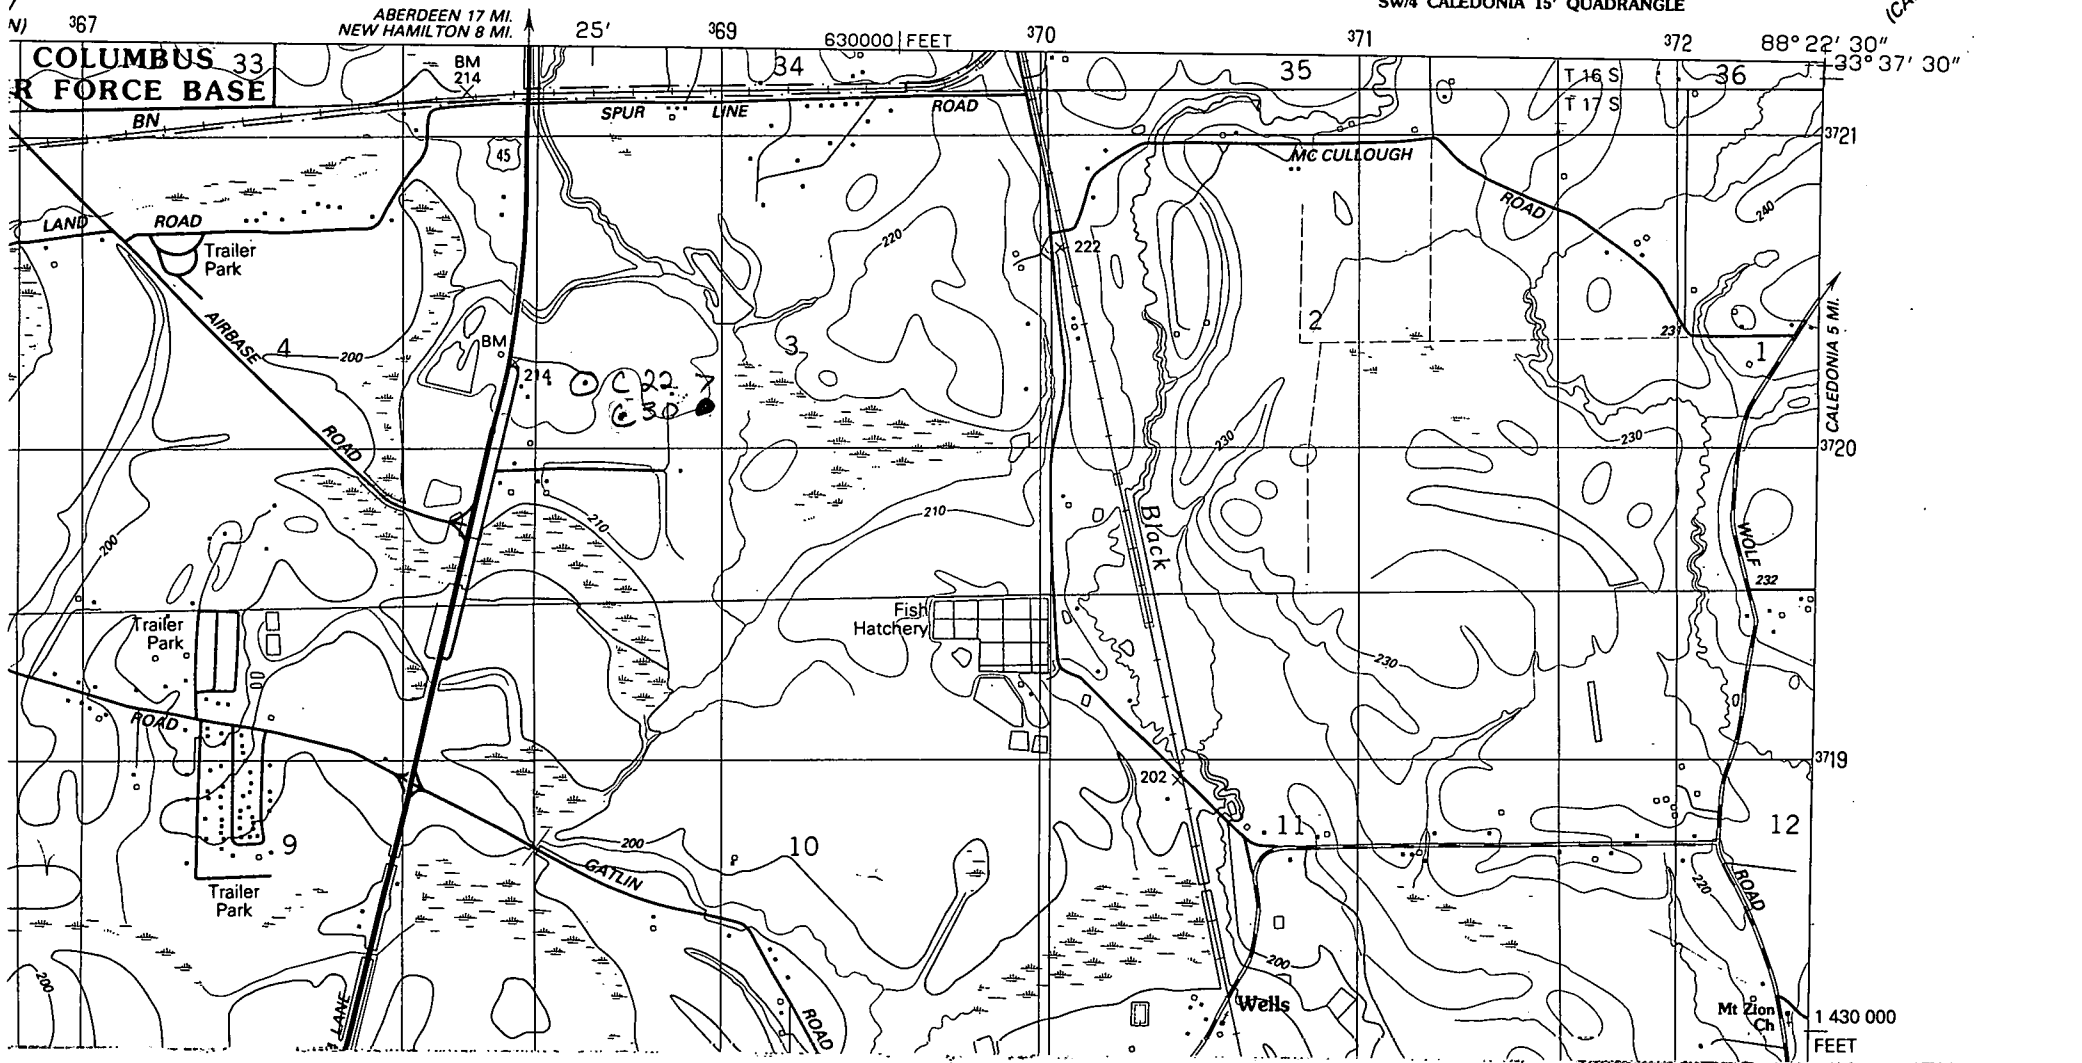 SW/4 CALEDONIA 15' QUADRANGLE
ABERDEEN 17 MI.
NEW HAMILTON 8 MI.
N)
367
25'
369
630000 FEET
370
371
372
88° 22' 30"
33° 37' 30"
COLUMBUS
R FORCE BASE
33
BM
214
34
35
T 16 S
T 17 S
36
BN
SPUR LINE ROAD
3721
45
MC CULLOUGH
ROAD
LAND ROAD
Trailer
Park
220
222
240
AIRBASE
ROAD
4
200
BM
214
3
2
231
1
CALEDONIA 5 MI.
C 22
C 30
230
230
3720
200
210
210
Black
WOLF
232
Fish
Hatchery
Trailer
Park
230
ROAD
3719
202
9
200
10
11
12
GATLIN
Trailer
Park
220
ROAD
200
200
LANE
ROAD
Wells
Mt Zion
Ch
1 430 000
FEET